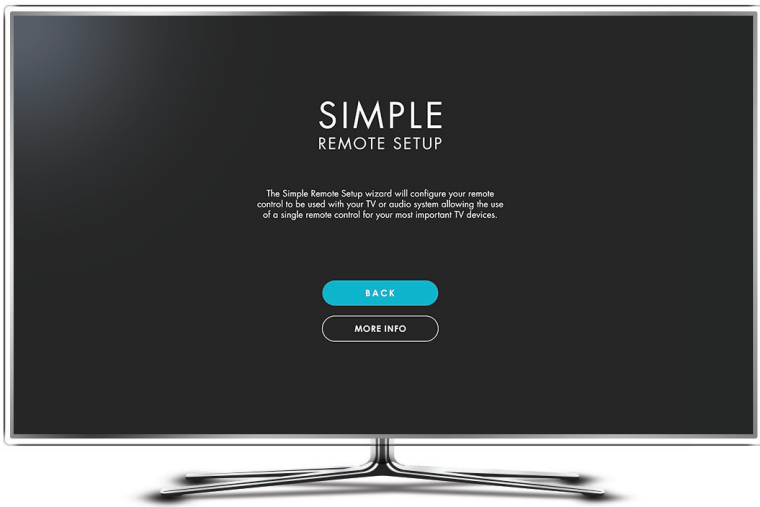 SIMPLE
REMOTE SETUP
The Simple Remote Setup wizard will configure your remote
control to be used with your TV or audio system allowing the use
of a single remote control for your most important TV devices.
BACK
MORE INFO